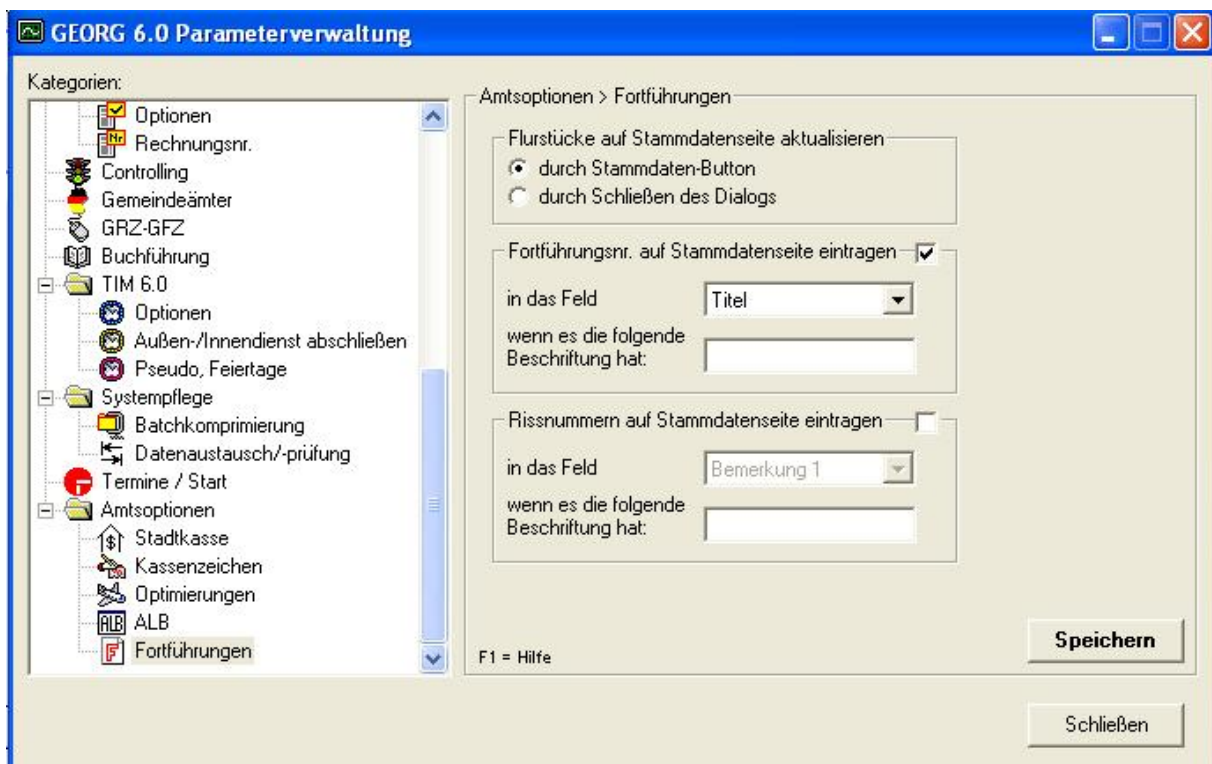 GEORG 6.0 Parameterverwaltung
Kategorien:
Optionen
Rechnungsnr.
Controlling
Gemeindeämter
GRZ-GFZ
Buchführung
TIM 6.0
Optionen
Außen-/Innendienst abschließen
Pseudo, Feiertage
Systempflege
Batchkomprimierung
Datenaustausch/-prüfung
Termine / Start
Amtsoptionen
Stadtkasse
Kassenzeichen
Optimierungen
ALB
ALB
Fortführungen
Amtsoptionen > Fortführungen
Flurstücke auf Stammdatenseite aktualisieren
durch Stammdaten-Button
durch Schließen des Dialogs
Fortführungsnr. auf Stammdatenseite eintragen
in das Feld
Titel
wenn es die folgende
Beschriftung hat:
Rissnummern auf Stammdatenseite eintragen
in das Feld
Bemerkung 1
wenn es die folgende
Beschriftung hat:
F1 = Hilfe
Speichern
Schließen